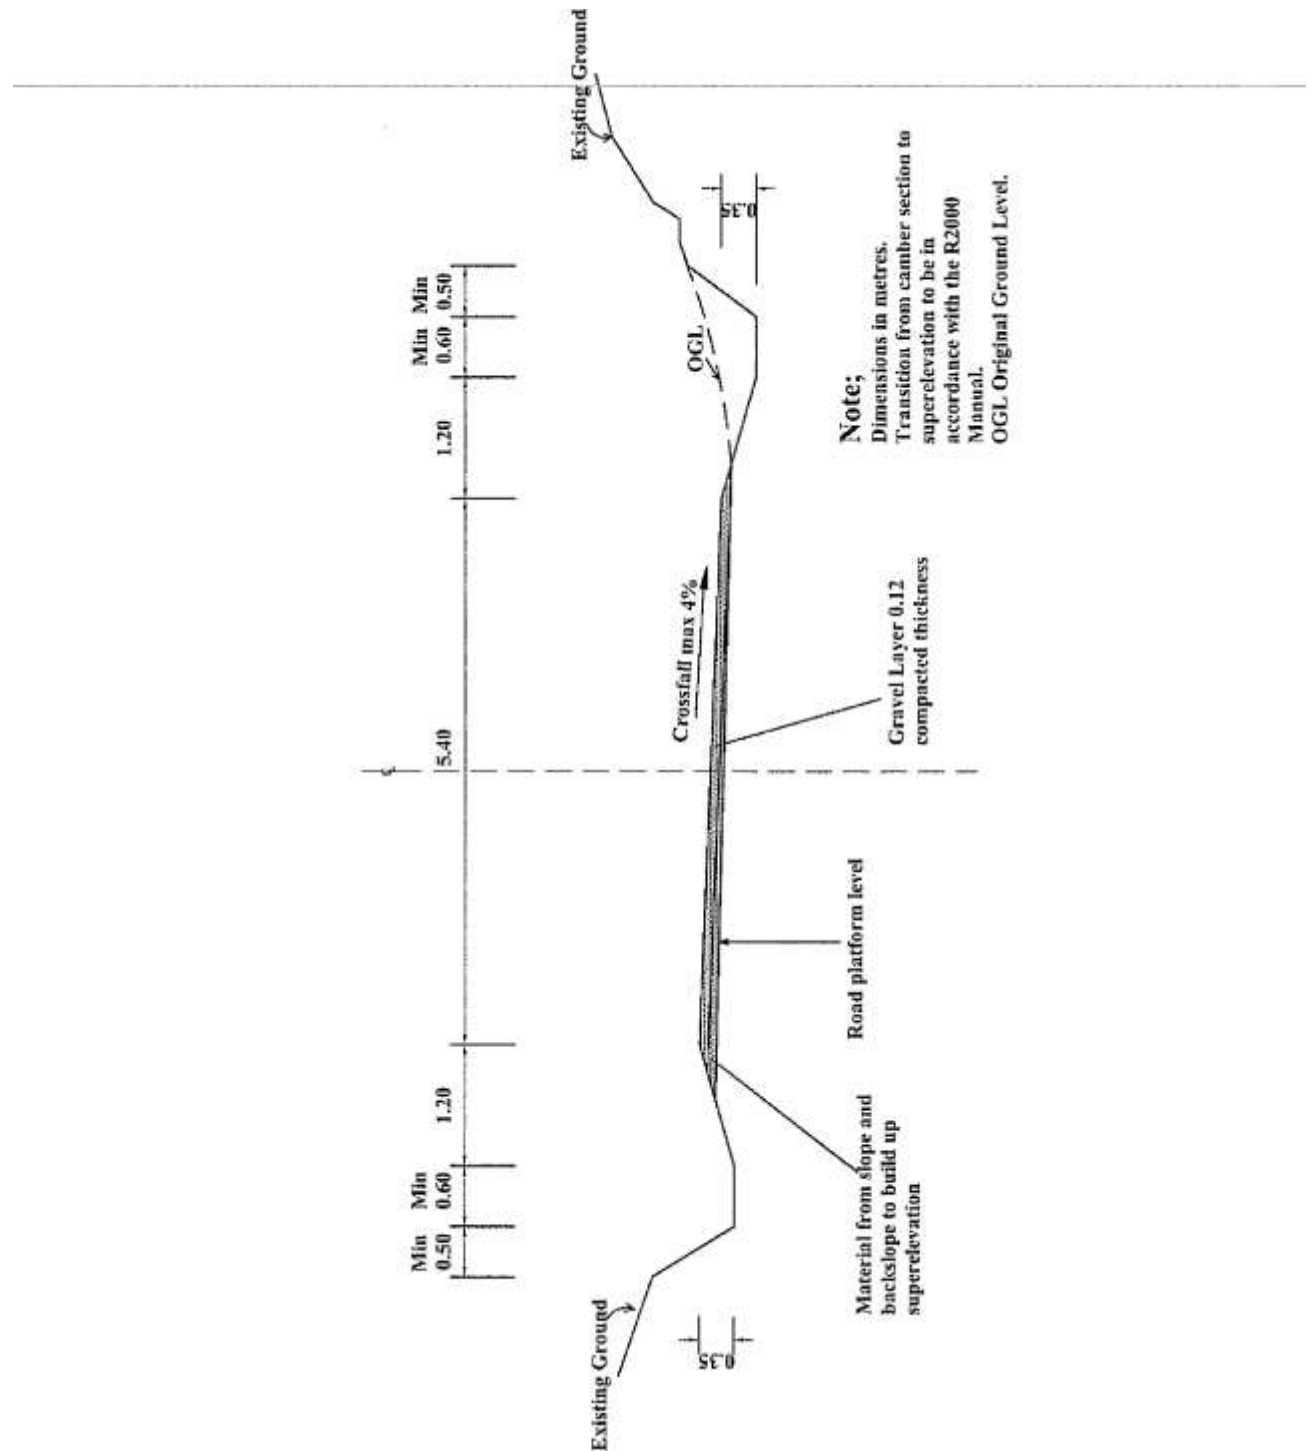 Existing Ground
Min
0.50
Min
0.60
1.20
5.40
1.20
Min
0.60
Min
0.50
Existing Ground
OGL
Crossfall max 4%
0.35
0.35
Material from slope and
backslope to build up
superelevation
Road platform level
Gravel Layer 0.12
compacted thickness
Note;
Dimensions in metres.
Transition from camber section to
superelevation to be in
accordance with the R2000
Manual.
OGL Original Ground Level.